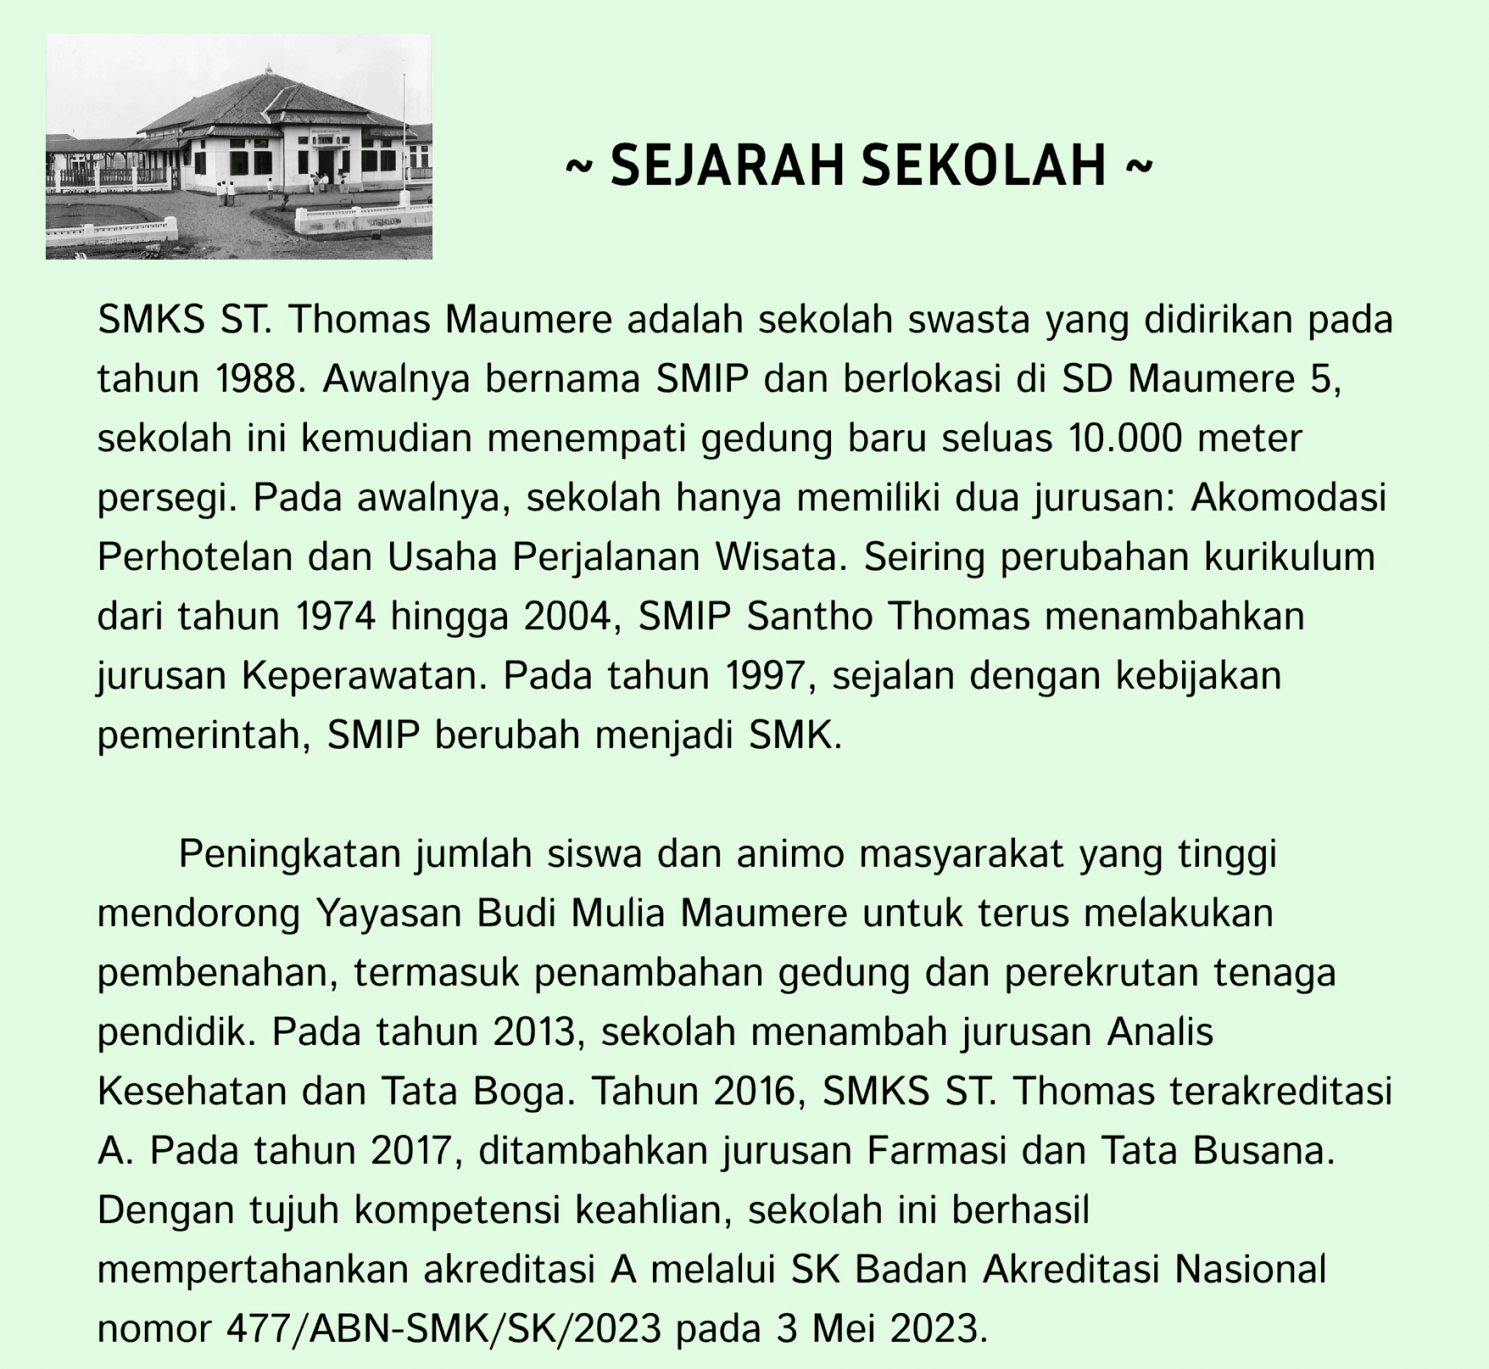 ~ SEJARAH SEKOLAH ~
SMKS ST. Thomas Maumere adalah sekolah swasta yang didirikan pada
tahun 1988. Awalnya bernama SMIP dan berlokasi di SD Maumere 5,
sekolah ini kemudian menempati gedung baru seluas 10.000 meter
persegi. Pada awalnya, sekolah hanya memiliki dua jurusan: Akomodasi
Perhotelan dan Usaha Perjalanan Wisata. Seiring perubahan kurikulum
dari tahun 1974 hingga 2004, SMIP Santho Thomas menambahkan
jurusan Keperawatan. Pada tahun 1997, sejalan dengan kebijakan
pemerintah, SMIP berubah menjadi SMK.
Peningkatan jumlah siswa dan animo masyarakat yang tinggi
mendorong Yayasan Budi Mulia Maumere untuk terus melakukan
pembenahan, termasuk penambahan gedung dan perekrutan tenaga
pendidik. Pada tahun 2013, sekolah menambah jurusan Analis
Kesehatan dan Tata Boga. Tahun 2016, SMKS ST. Thomas terakreditasi
A. Pada tahun 2017, ditambahkan jurusan Farmasi dan Tata Busana.
Dengan tujuh kompetensi keahlian, sekolah ini berhasil
mempertahankan akreditasi A melalui SK Badan Akreditasi Nasional
nomor 477/ABN-SMK/SK/2023 pada 3 Mei 2023.